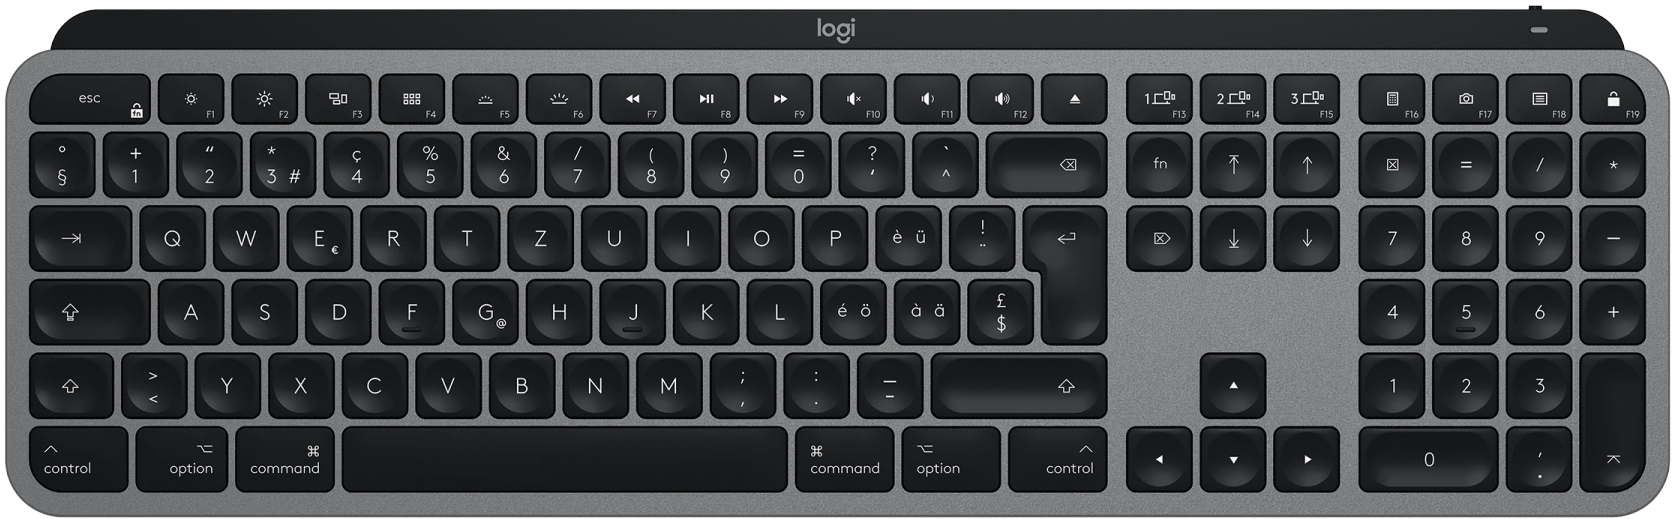 logi
esc fn F1 F2 F3 F4 F5 F6 F7 F8 F9 F10 F11 F12 1 F13 2 F14 3 F15 F16 F17 F18 F19
° + “ * ç % & / ( ) = ? ` fn = / *
§ 1 2 3 # 4 5 6 7 8 9 0 ' ^
Q W E € R T Z U I O P è ü ! ¨ 7 8 9 −
A S D F G @ H J K L é ö à ä £ $ 4 5 6 +
> < Y X C V B N M ; , : . _ - 1 2 3
control option ⌘ command ⌘ command option control 0 ' .